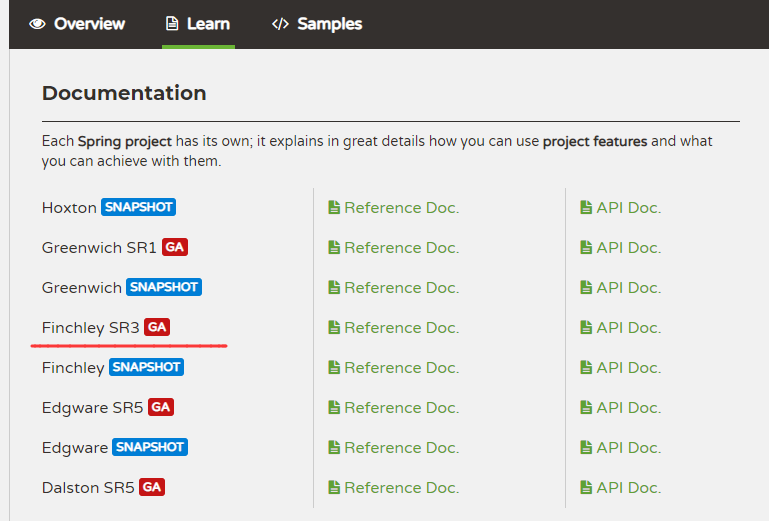 Overview Learn Samples
Documentation
Each Spring project has its own; it explains in great details how you can use project features and what
you can achieve with them.
Hoxton SNAPSHOT Reference Doc. API Doc.
Greenwich SR1 GA Reference Doc. API Doc.
Greenwich SNAPSHOT Reference Doc. API Doc.
Finchley SR3 GA Reference Doc. API Doc.
Finchley SNAPSHOT Reference Doc. API Doc.
Edgware SR5 GA Reference Doc. API Doc.
Edgware SNAPSHOT Reference Doc. API Doc.
Dalston SR5 GA Reference Doc. API Doc.